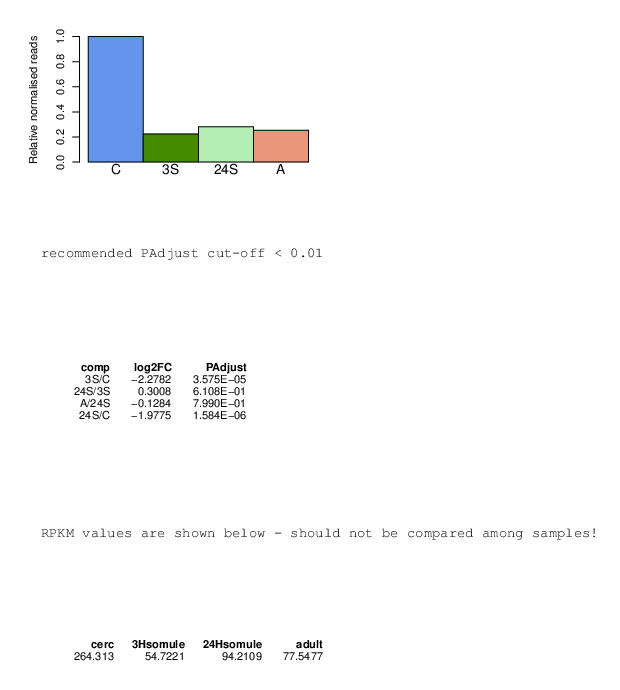 Relative normalised reads
1.0
0.8
0.6
0.4
0.2
0.0
C 3S 24S A
recommended PAdjust cut-off < 0.01
comp log2FC PAdjust
3S/C −2.2782 3.575E−05
24S/3S 0.3008 6.108E−01
A/24S −0.1284 7.990E−01
24S/C −1.9775 1.584E−06
RPKM values are shown below - should not be compared among samples!
cerc 3Hsomule 24Hsomule adult
264.313 54.7221 94.2109 77.5477